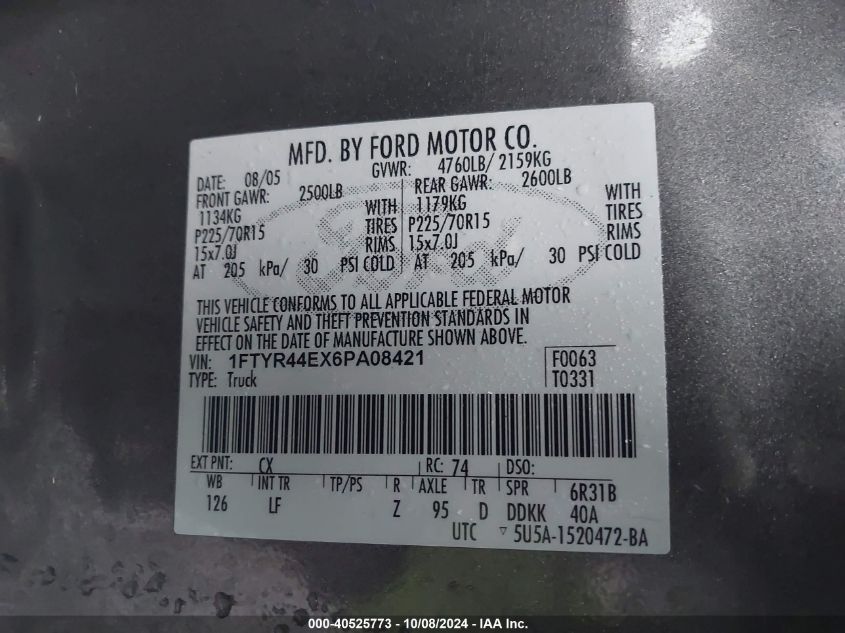 MFD. BY FORD MOTOR CO.
DATE: 08/05 GVWR: 4760LB/ 2159KG
FRONT GAWR: 2500LB REAR GAWR: 2600LB
1134KG WITH 1179KG WITH
P225/70R15 TIRES P225/70R15 TIRES
15x7.0J RIMS 15x7.0J RIMS
AT 205 kPa/ 30 PSI COLD AT 205 kPa/ 30 PSI COLD
Ford
THIS VEHICLE CONFORMS TO ALL APPLICABLE FEDERAL MOTOR
VEHICLE SAFETY AND THEFT PREVENTION STANDARDS IN
EFFECT ON THE DATE OF MANUFACTURE SHOWN ABOVE.
VIN: 1FTYR44EX6PA08421 F0063
TYPE: Truck T0331
EXT PNT: CX RC: 74 DSO:
WB INT TR TP/PS R AXLE TR SPR 6R31B
126 LF Z 95 D DDKK 40A
UTC ▽ 5U5A-1520472-BA
000-40525773 - 10/08/2024 - IAA Inc.